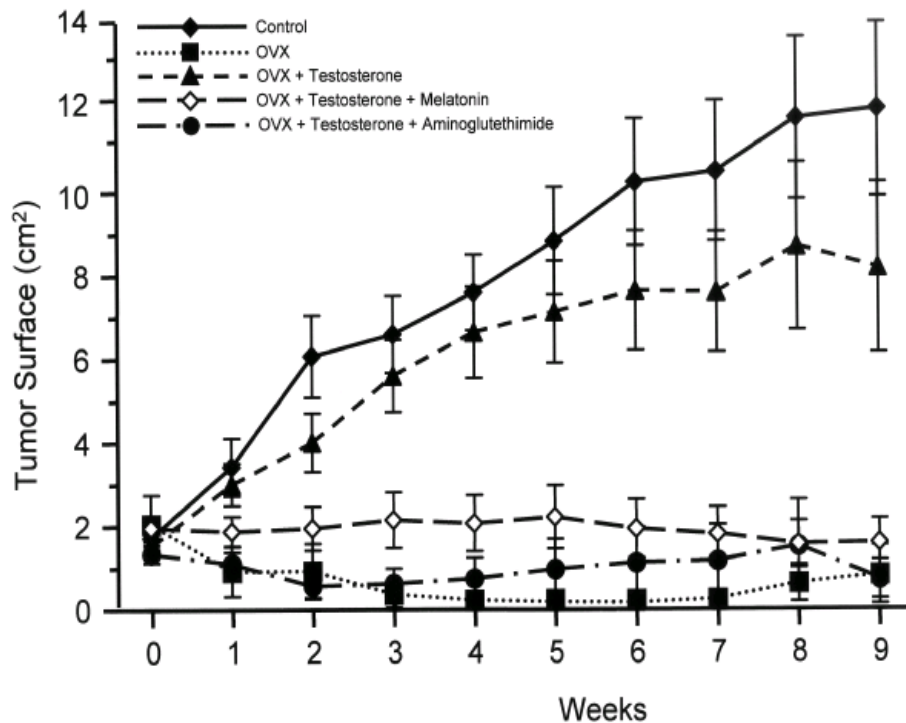 Control
OVX
OVX + Testosterone
OVX + Testosterone + Melatonin
OVX + Testosterone + Aminoglutethimide
Tumor Surface (cm²)
14
12
10
8
6
4
2
0
0 1 2 3 4 5 6 7 8 9
Weeks